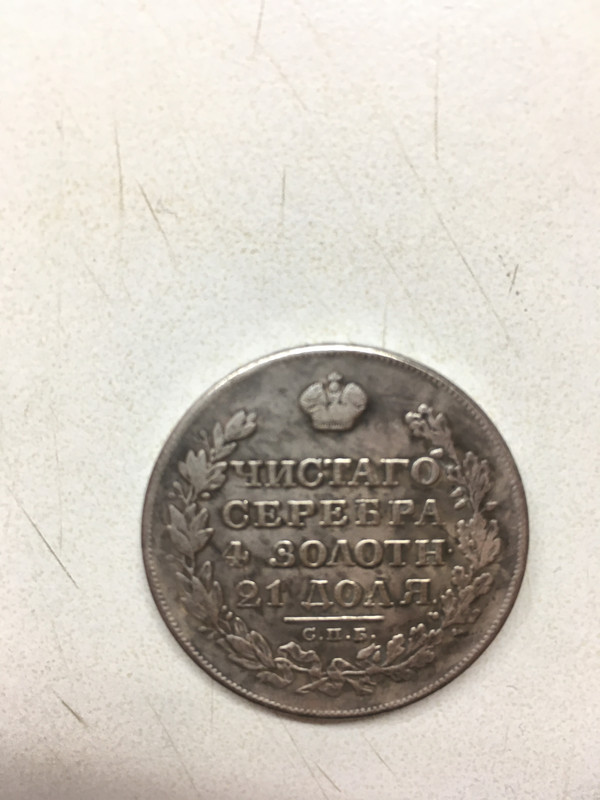 ЧИСТАГО
СЕРЕБРА
4 ЗОЛОТН
21 ДОЛЯ
С.П.Б.